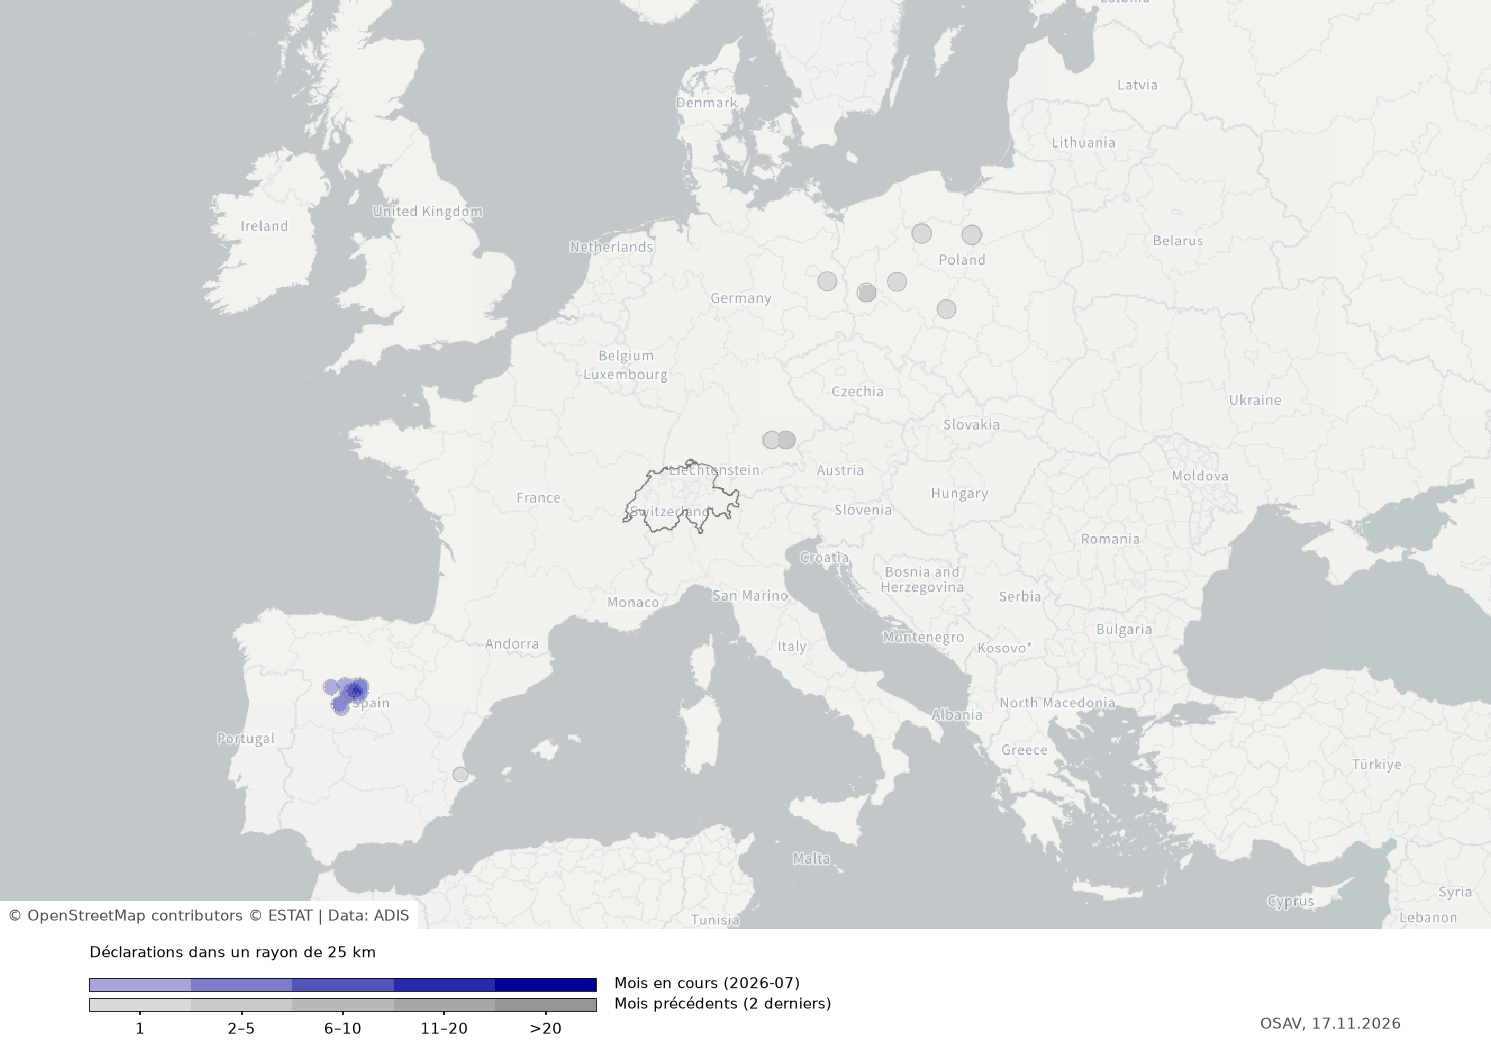 Estonia
Latvia
Denmark
Lithuania
United Kingdom
Ireland
Netherlands
Belarus
Poland
Germany
Belgium
Luxembourg
Czechia
Ukraine
Slovakia
Liechtenstein
Austria
Moldova
France
Hungary
Switzerland
Slovenia
Romania
Croatia
Bosnia and
Herzegovina
San Marino
Monaco
Serbia
Andorra
Montenegro
Bulgaria
Italy
Kosovo*
Spain
North Macedonia
Albania
Portugal
Greece
Türkiye
Malta
Cyprus
Syria
Tunisia
Lebanon
© OpenStreetMap contributors © ESTAT | Data: ADIS
Déclarations dans un rayon de 25 km
Mois en cours (2026-07)
Mois précédents (2 derniers)
1 2–5 6–10 11–20 >20
OSAV, 17.11.2026